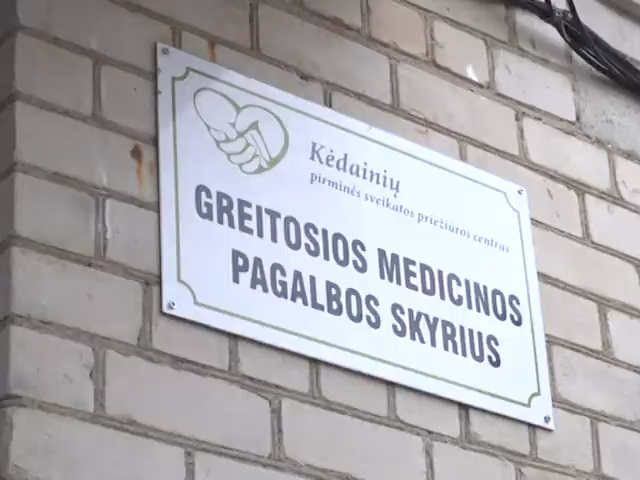 Kėdainių
pirminės sveikatos priežiūros centras
GREITOSIOS MEDICINOS
PAGALBOS SKYRIUS